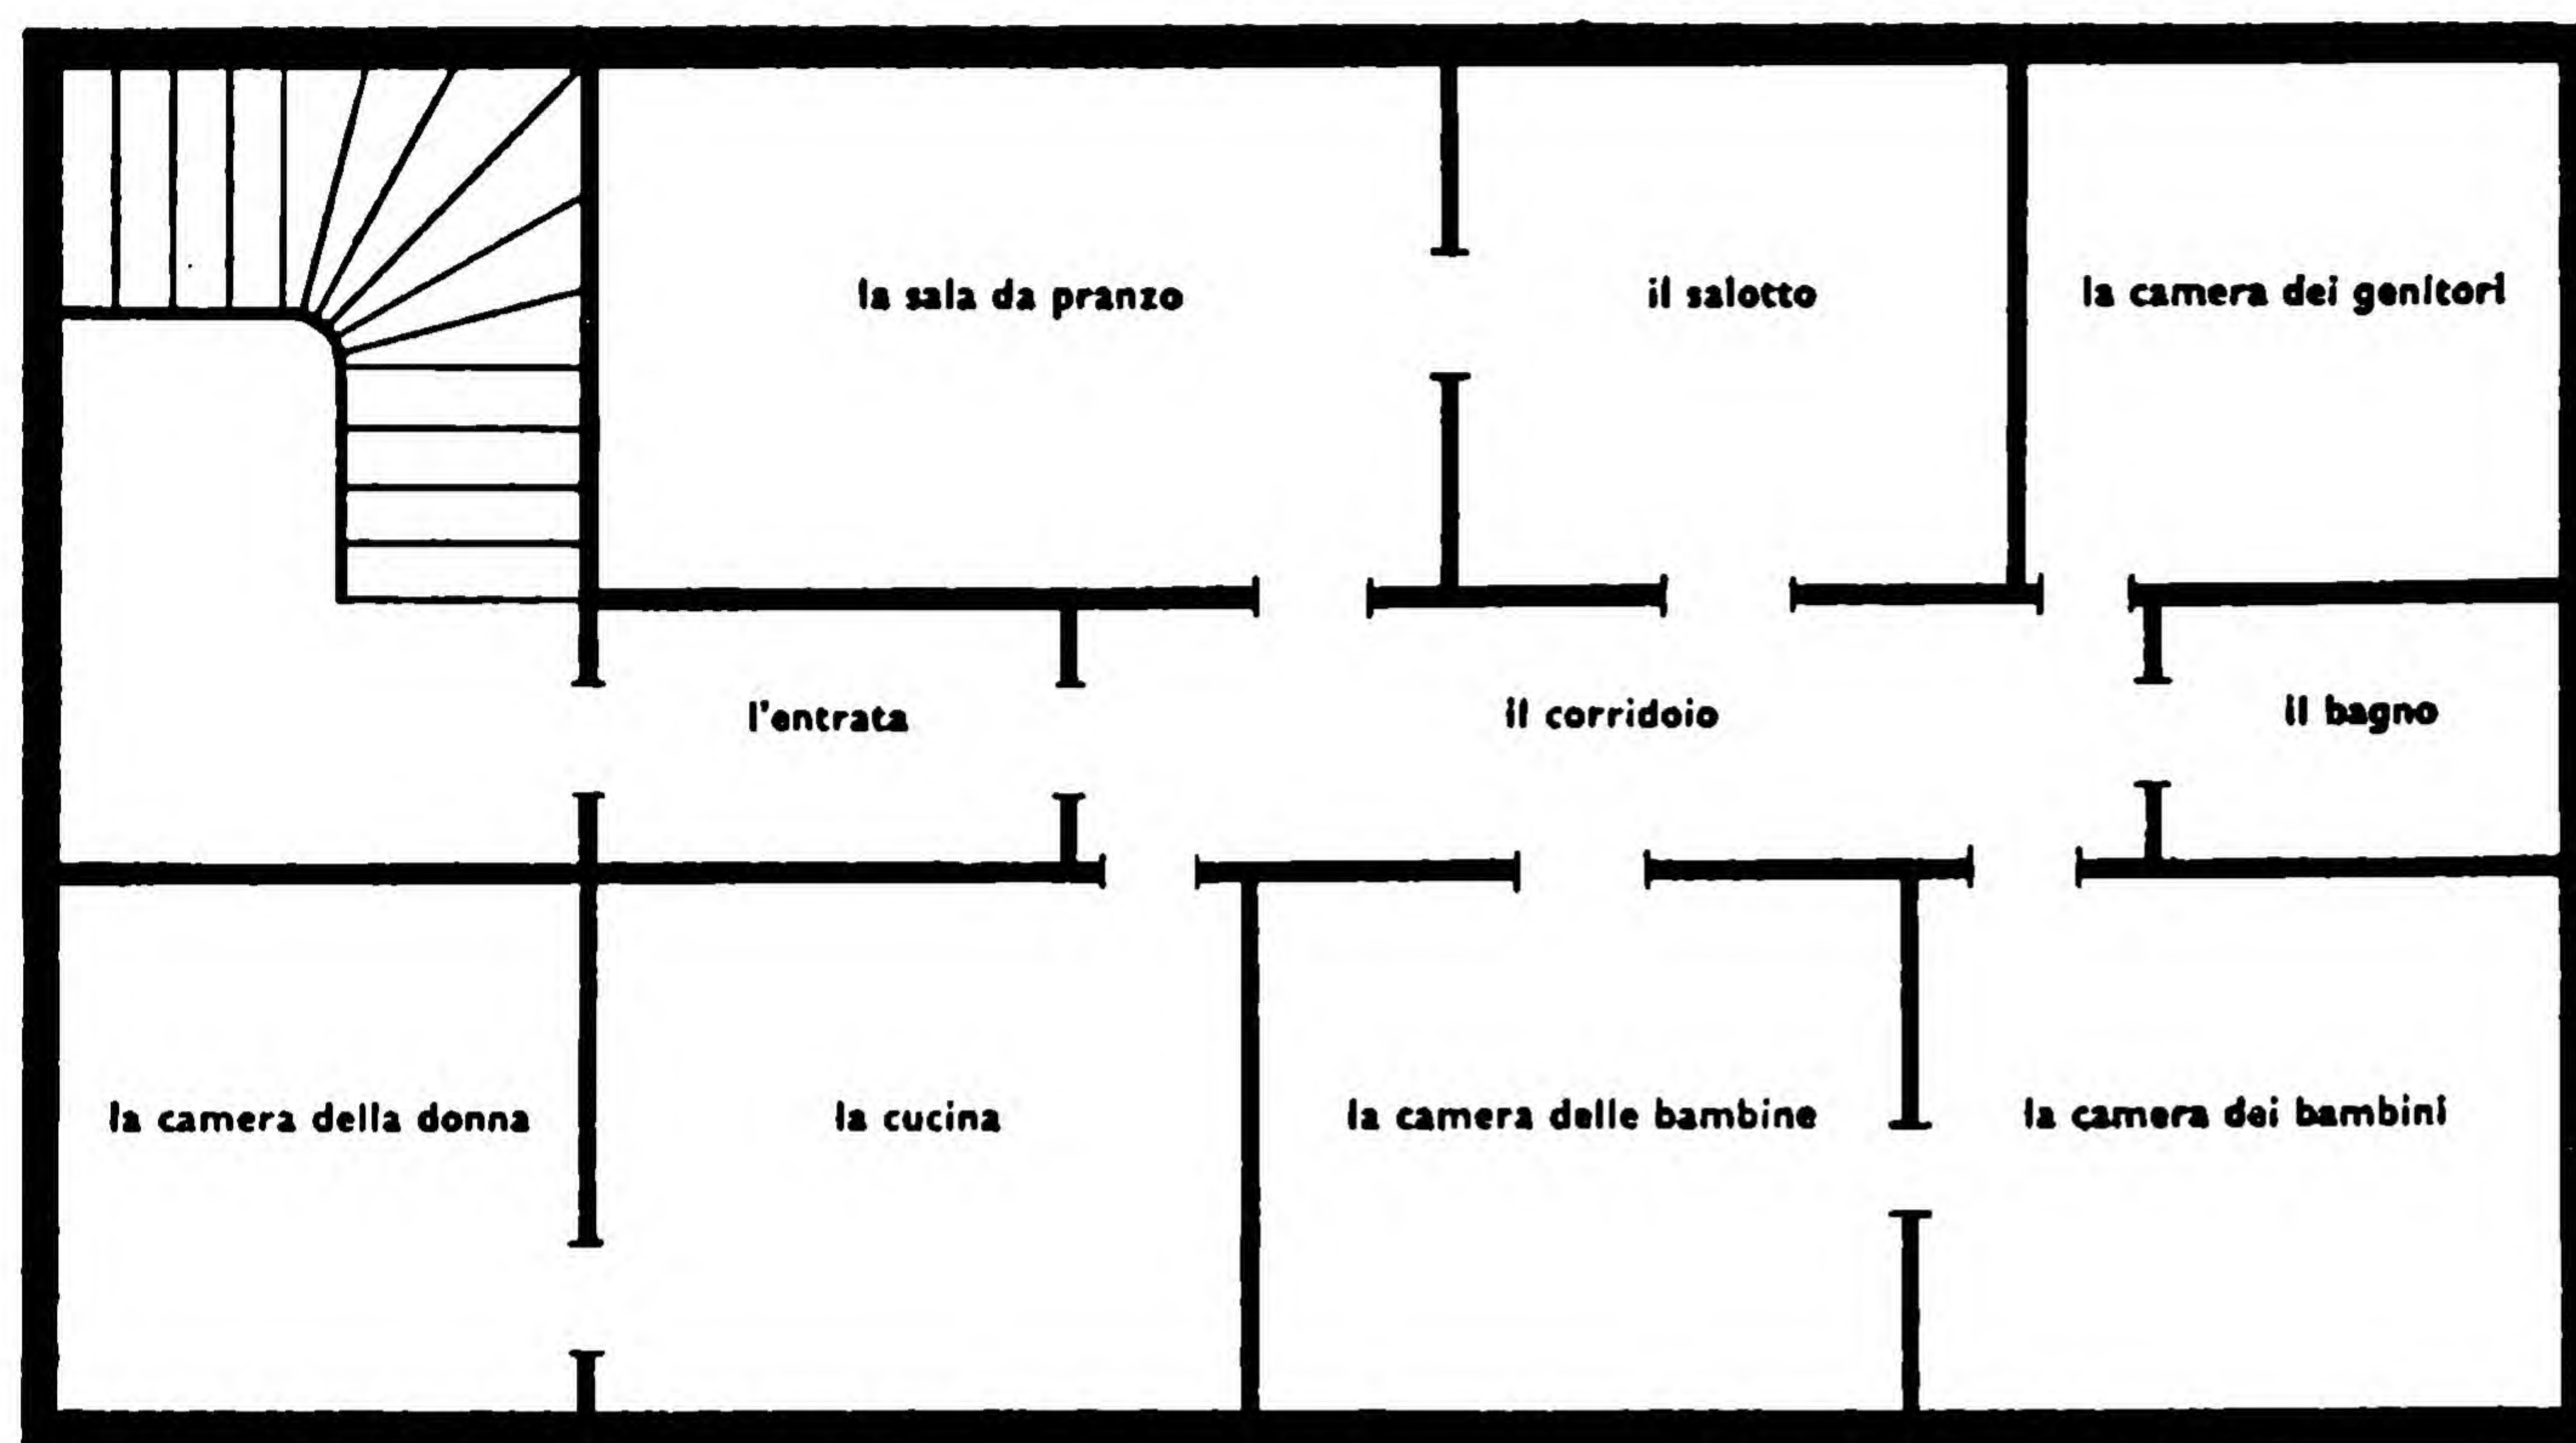 la sala da pranzo
il salotto
la camera dei genitori
l'entrata
il corridoio
il bagno
la camera della donna
la cucina
la camera delle bambine
la camera dei bambini